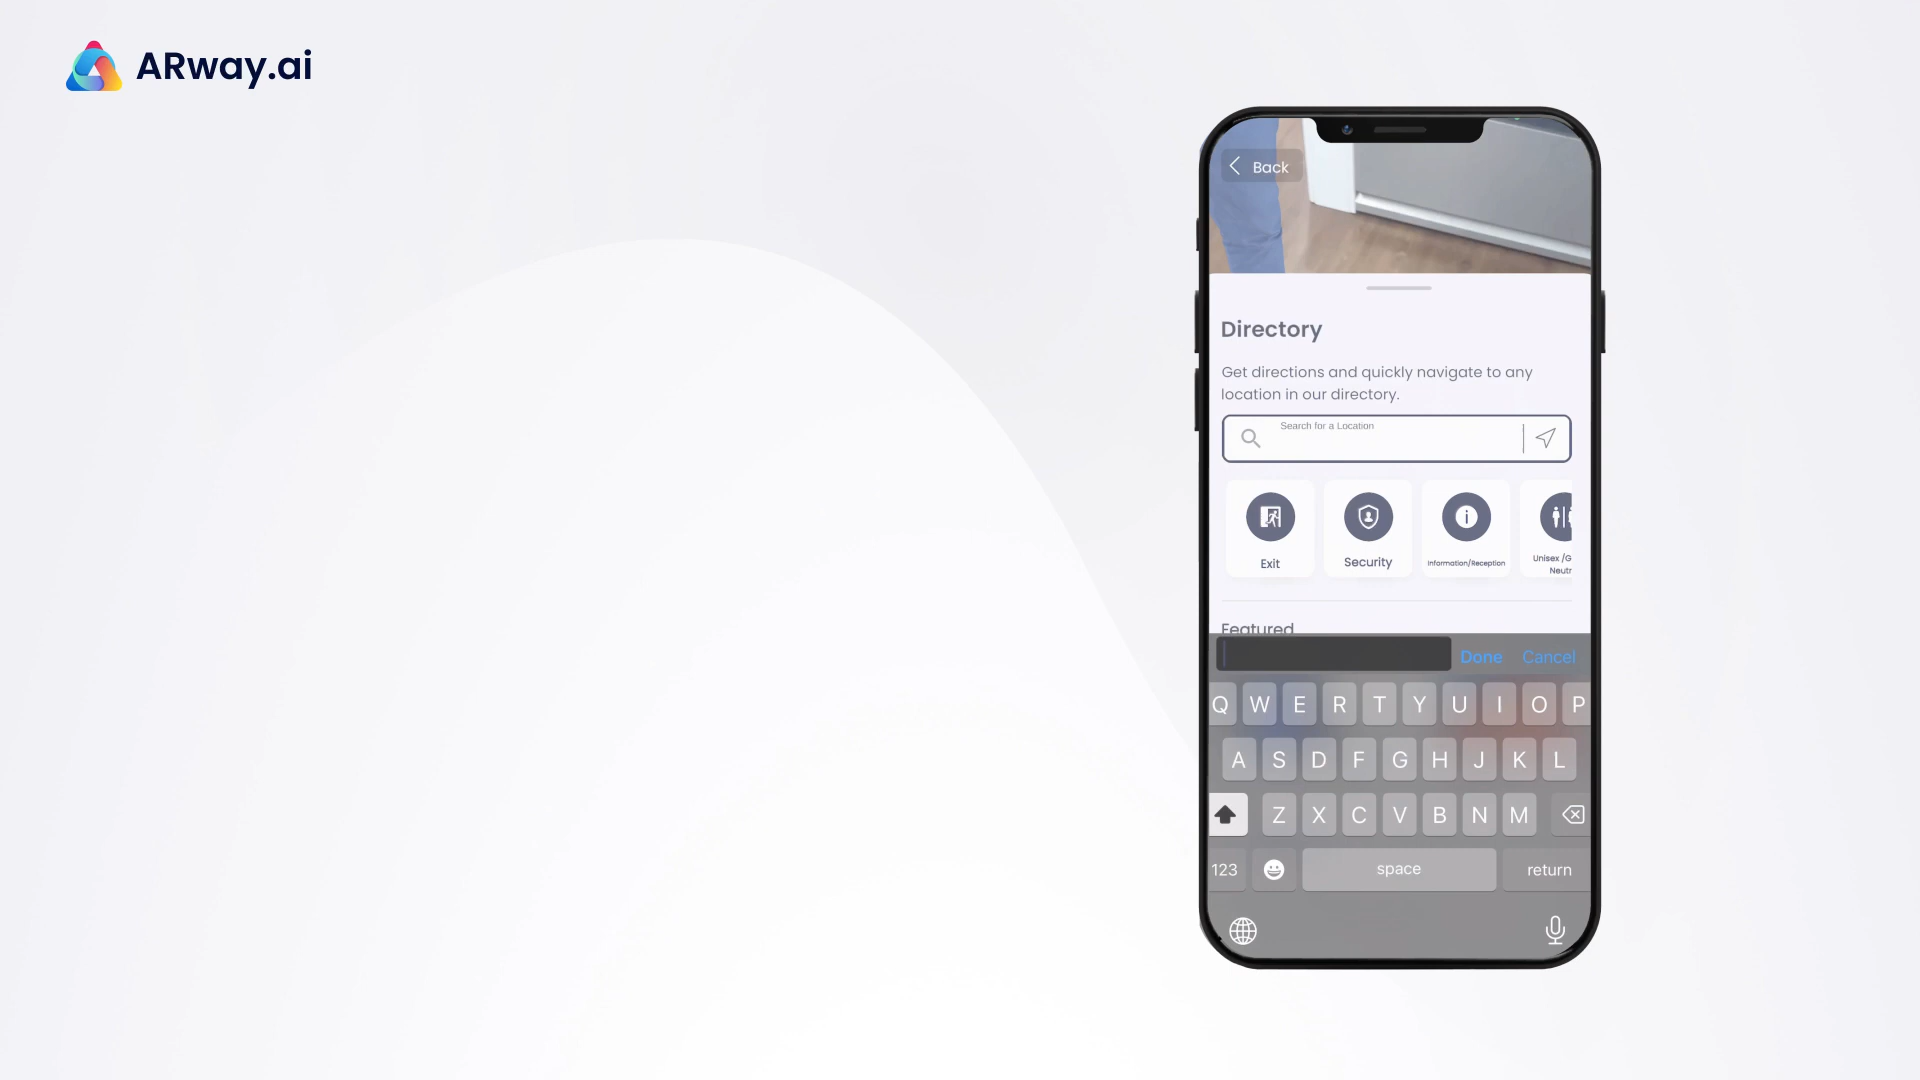 ARway.ai
Back
Directory
Get directions and quickly navigate to any
location in our directory.
Search for a Location
Exit
Security
Information/Reception
Unisex /G
Neutr
Featured
Done Cancel
Q W E R T Y U I O P
A S D F G H J K L
Z X C V B N M
123 space return